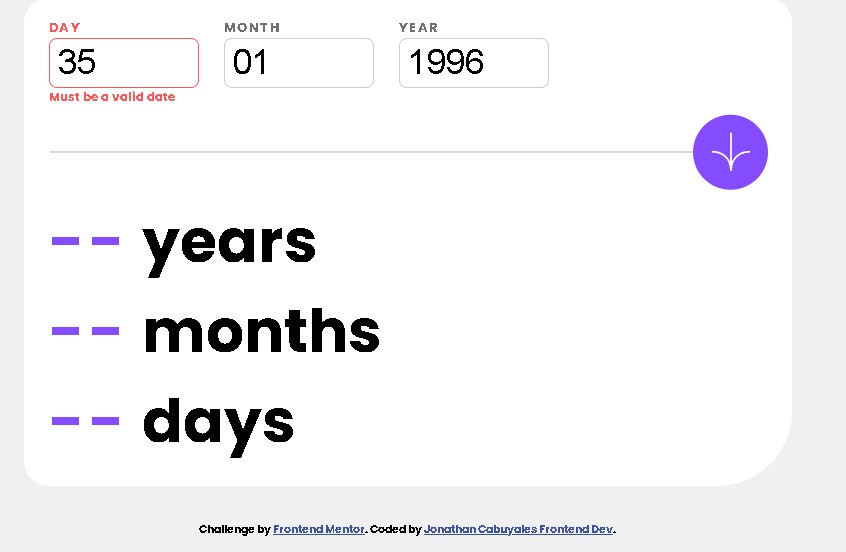 DAY MONTH YEAR
35 01 1996
Must be a valid date
-- years
-- months
-- days
Challenge by Frontend Mentor. Coded by Jonathan Cabuyales Frontend Dev.